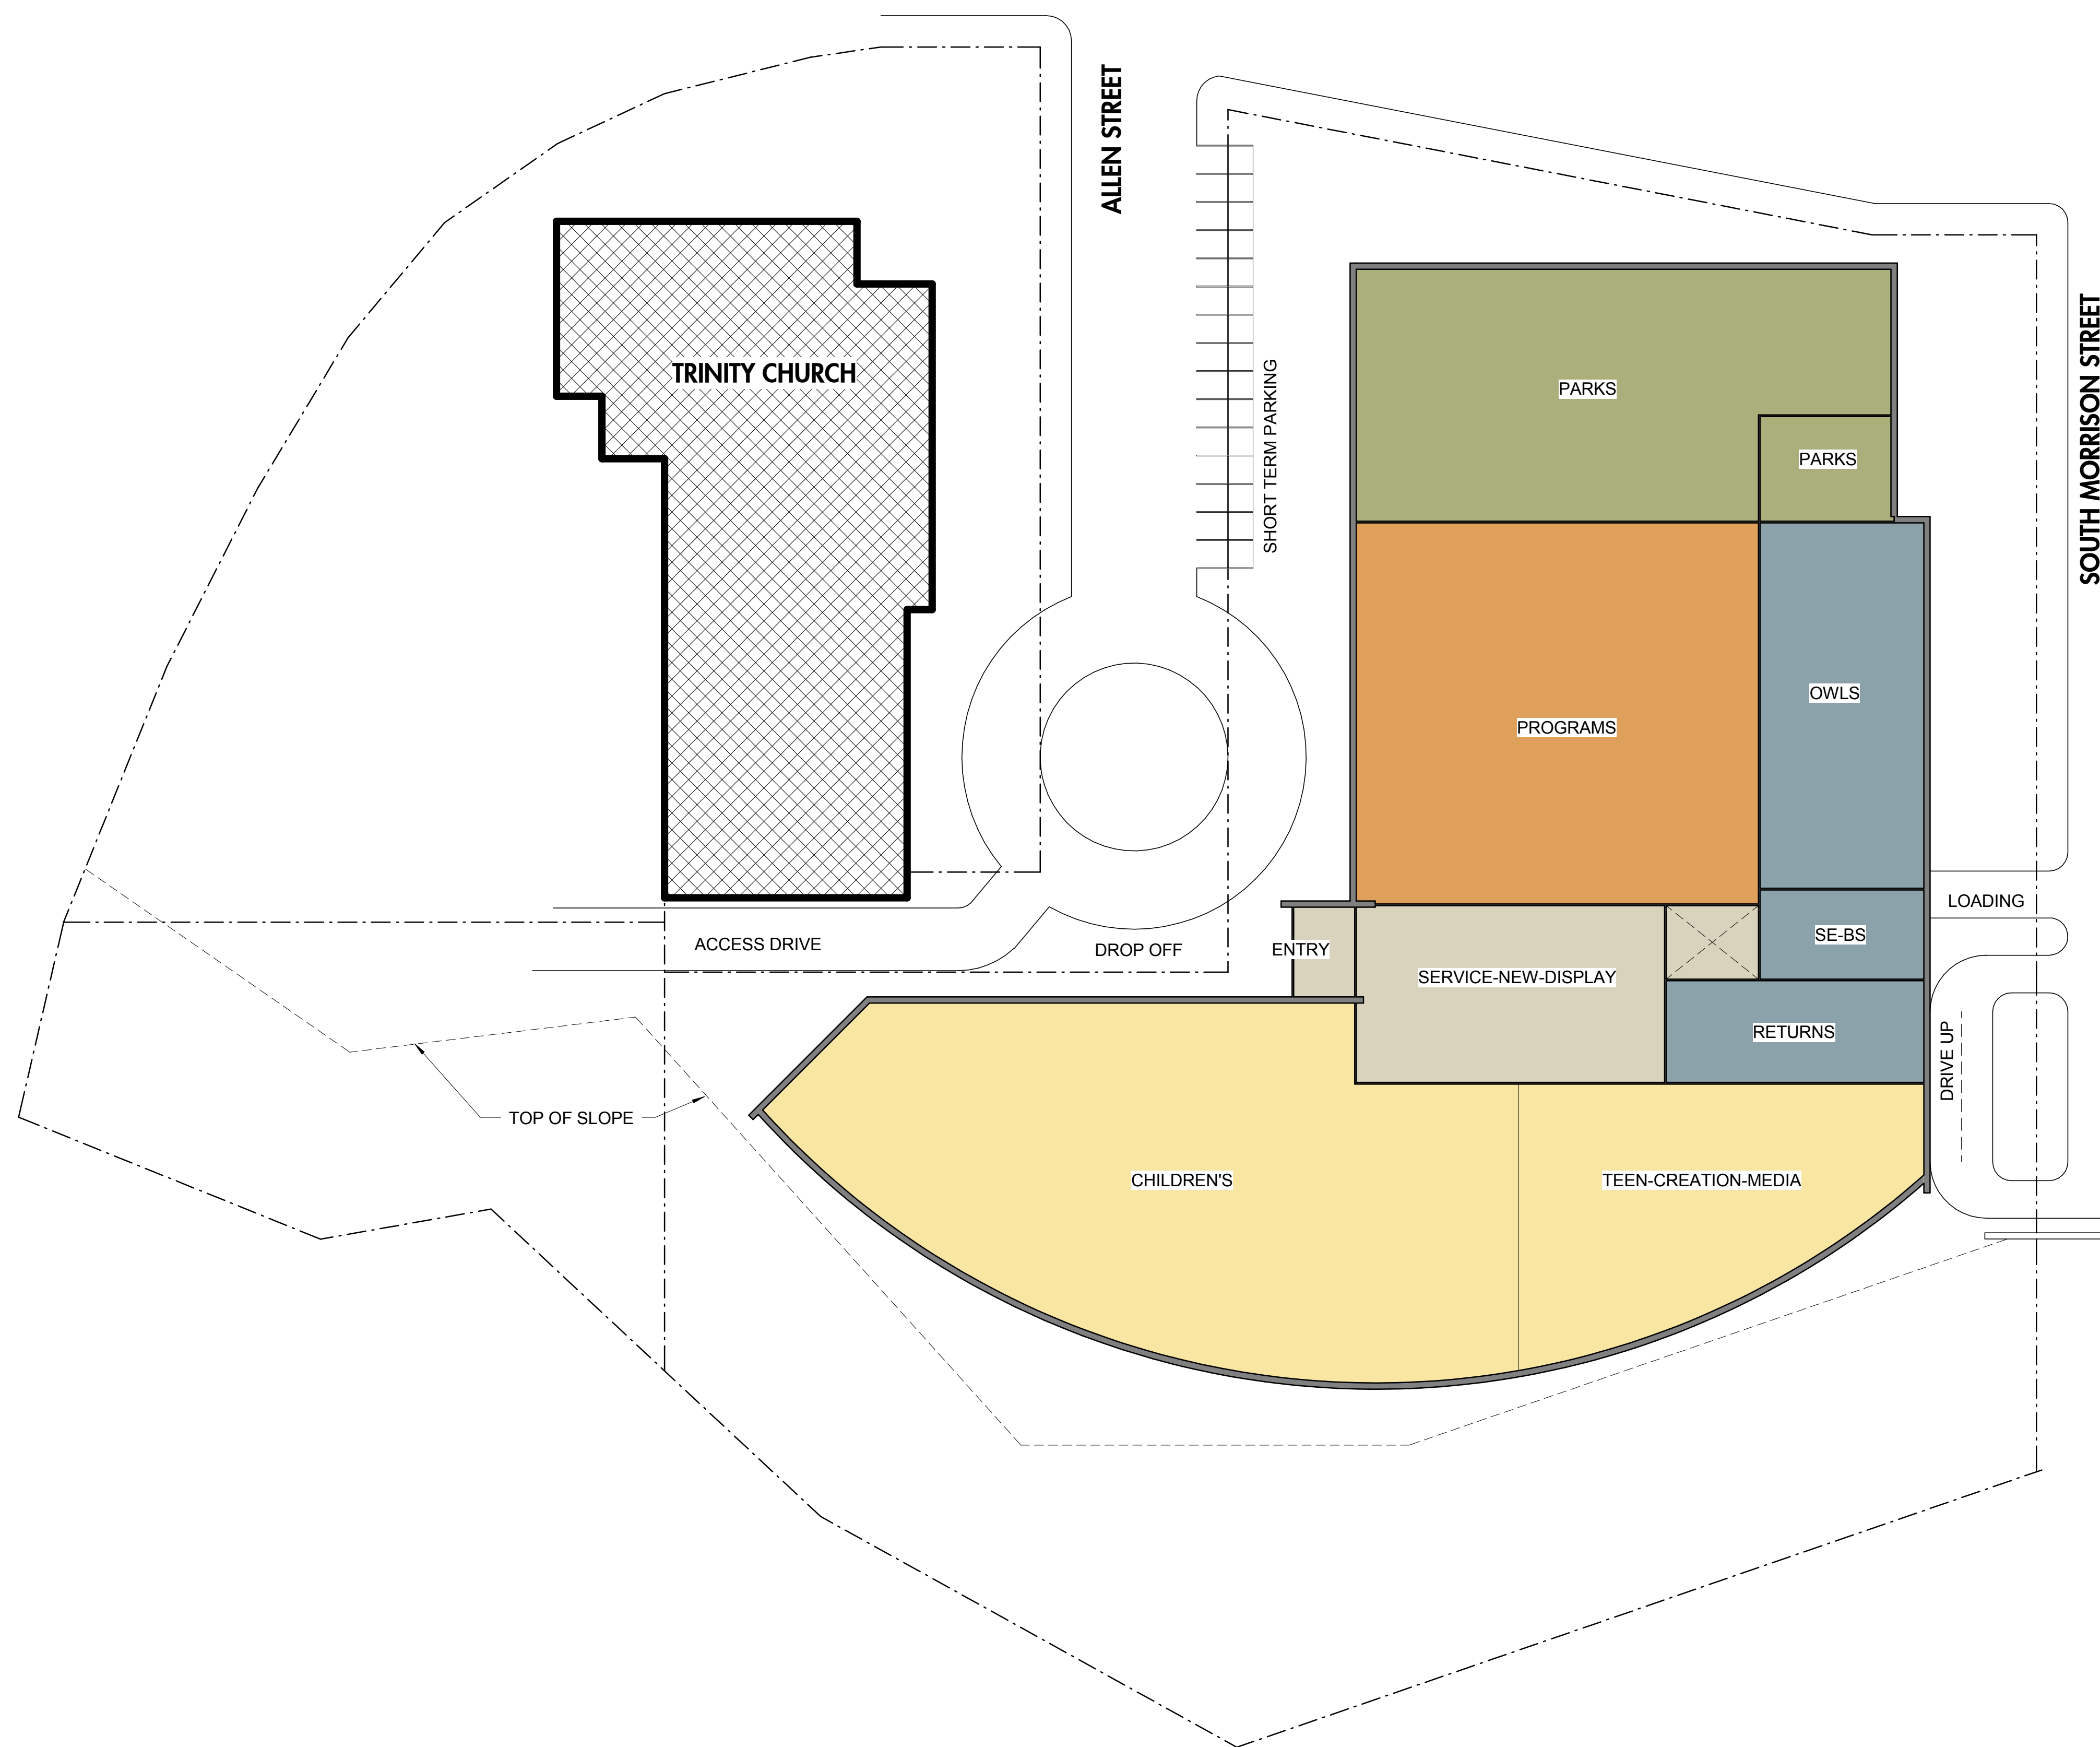 ALLEN STREET
SOUTH MORRISON STREET
TRINITY CHURCH
SHORT TERM PARKING
PARKS
PARKS
OWLS
PROGRAMS
LOADING
SE-BS
ACCESS DRIVE
DROP OFF
ENTRY
SERVICE-NEW-DISPLAY
RETURNS
DRIVE UP
TOP OF SLOPE
CHILDREN'S
TEEN-CREATION-MEDIA